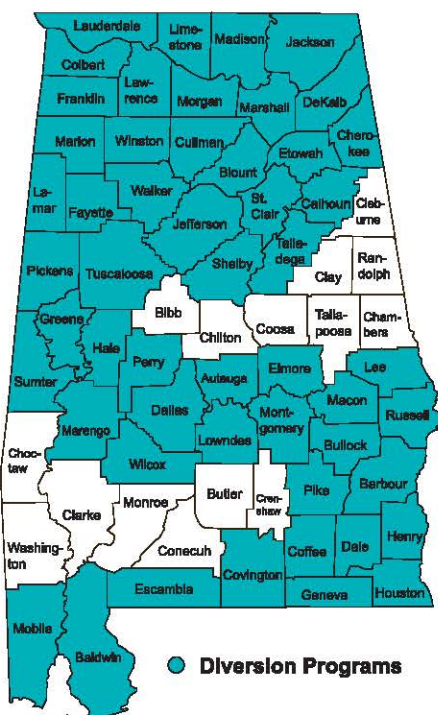 Lauderdale
Lime-
stone
Madison
Jackson
Colbert
Franklin
Law-
rence
Morgan
Marshall
DeKalb
Marion
Winston
Cullman
Blount
Etowah
Chero-
kee
La-
mar
Fayette
Walker
Jefferson
St.
Clair
Calhoun
Cleb-
urne
Pickens
Tuscaloosa
Shelby
Talla-
dega
Clay
Ran-
dolph
Greene
Hale
Bibb
Chilton
Coosa
Talla-
poosa
Cham-
bers
Sumter
Perry
Autauga
Elmore
Lee
Marengo
Dallas
Lowndes
Mont-
gomery
Macon
Russell
Bullock
Choc-
taw
Wilcox
Clarke
Monroe
Butler
Cren-
shaw
Pike
Barbour
Washing-
ton
Conecuh
Coffee
Dale
Henry
Escambia
Covington
Geneva
Houston
Mobile
Baldwin
Diversion Programs